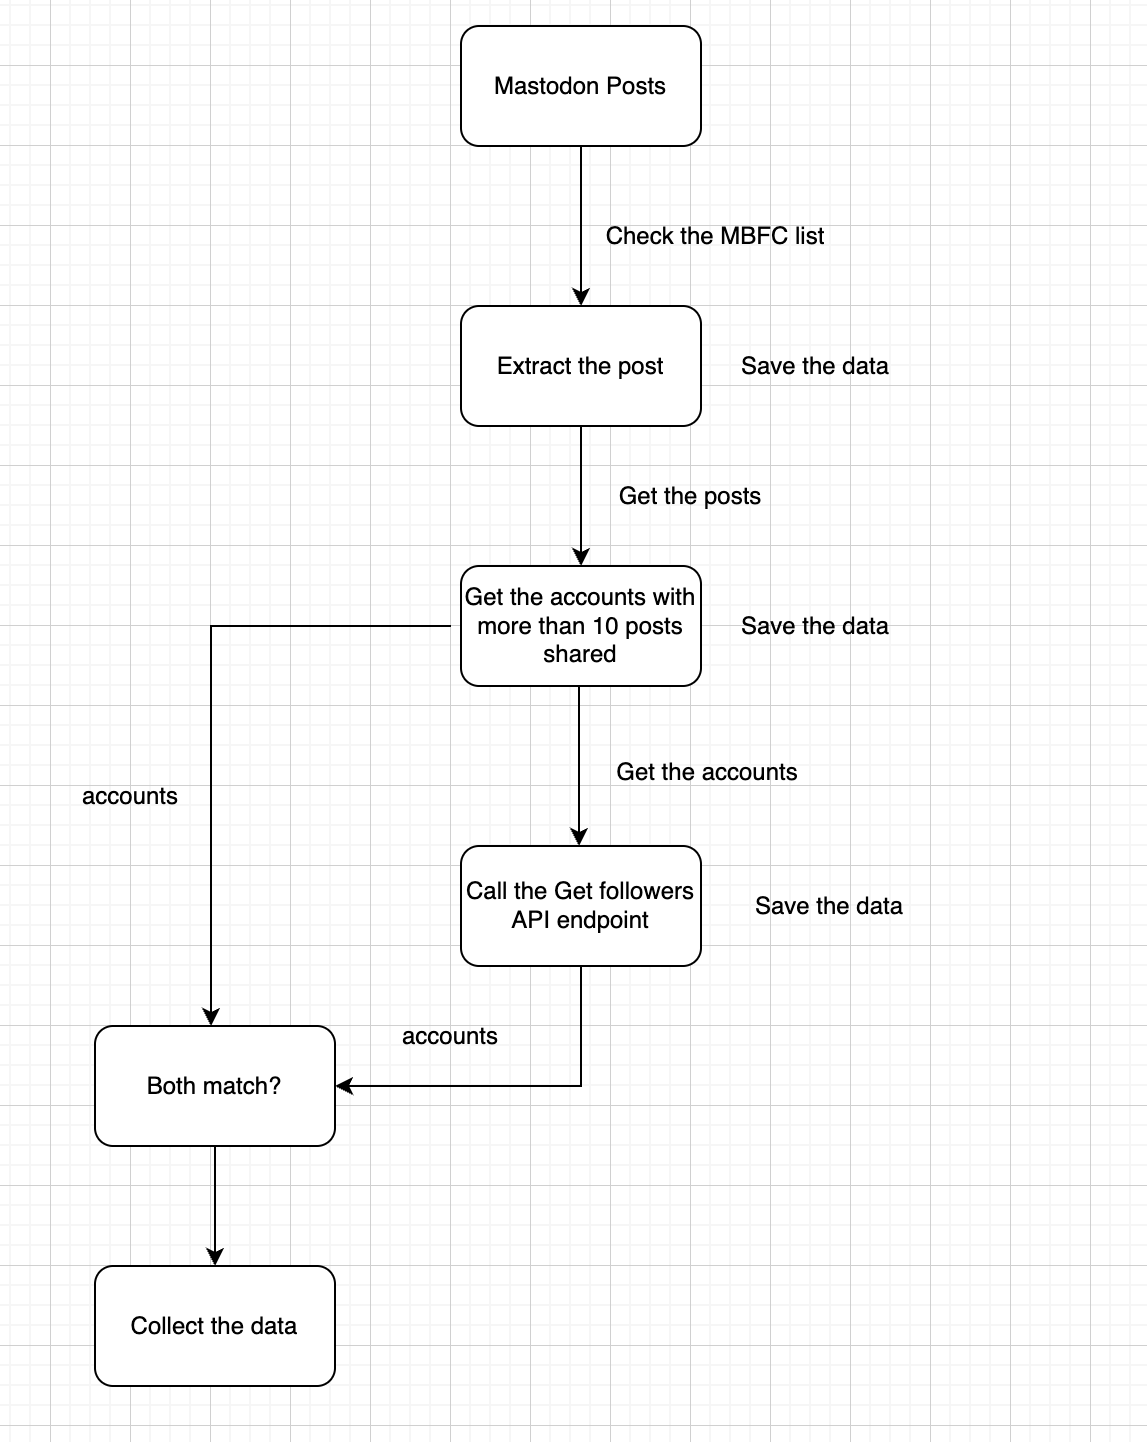 Mastodon Posts
Check the MBFC list
Extract the post
Save the data
Get the posts
Get the accounts with
more than 10 posts
shared
Save the data
Get the accounts
accounts
Call the Get followers
API endpoint
Save the data
accounts
Both match?
Collect the data